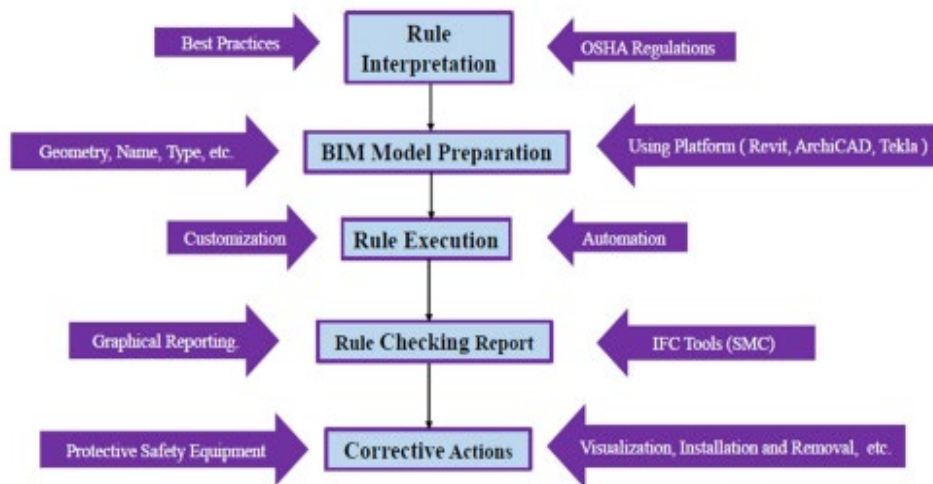 Best Practices
Rule
Interpretation
OSHA Regulations
Geometry, Name, Type, etc.
BIM Model Preparation
Using Platform ( Revit, ArchiCAD, Tekla )
Customization
Rule Execution
Automation
Graphical Reporting.
Rule Checking Report
IFC Tools (SMC)
Protective Safety Equipment
Corrective Actions
Visualization, Installation and Removal, etc.